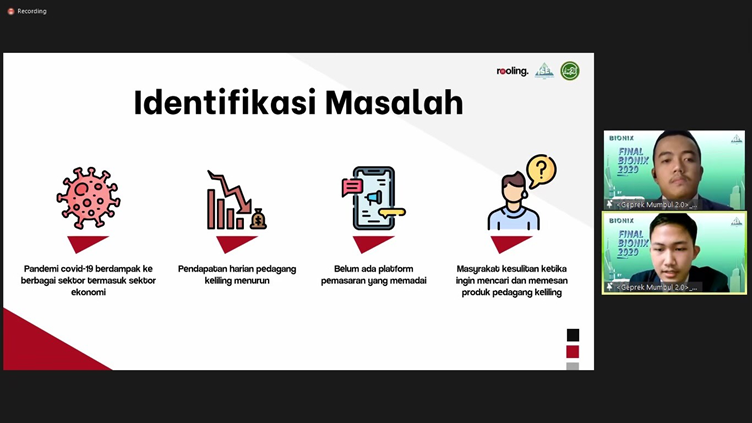 Recording
rooling.
Identifikasi Masalah
Pandemi covid-19 berdampak ke
berbagai sektor termasuk sektor
ekonomi
Pendapatan harian pedagang
keliling menurun
Belum ada platform
pemasaran yang memadai
Masyrakat kesulitan ketika
ingin mencari dan memesan
produk pedagang keliling
BIONIX
FINAL
BIONIX
2020
<Geprek Mumbul 2.0>_...
BIONIX
FINAL
BIONIX
2020
BY
<Geprek Mumbul 2.0>_...